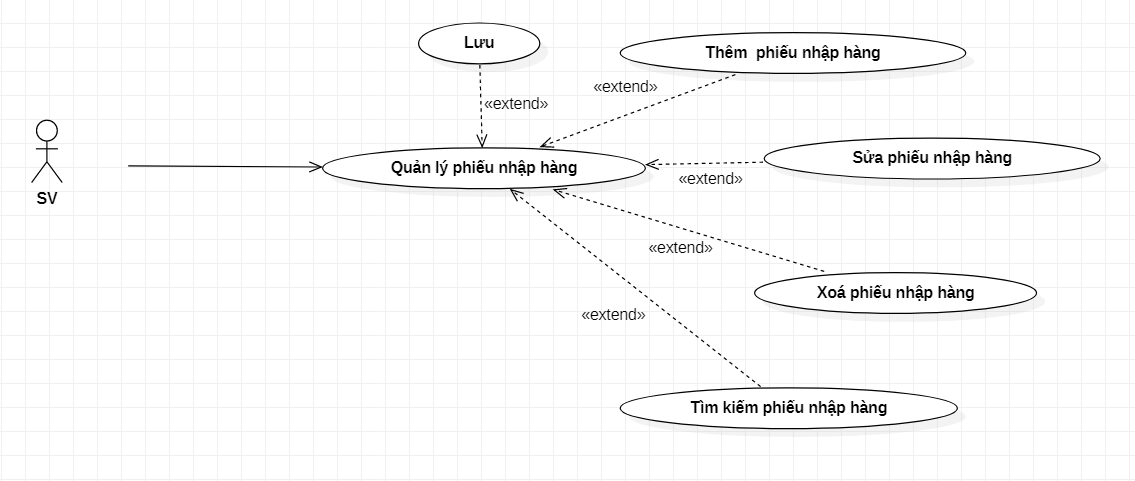 Lưu
Thêm  phiếu nhập hàng
«extend»
«extend»
Quản lý phiếu nhập hàng
Sửa phiếu nhập hàng
«extend»
SV
«extend»
Xoá phiếu nhập hàng
«extend»
Tìm kiếm phiếu nhập hàng